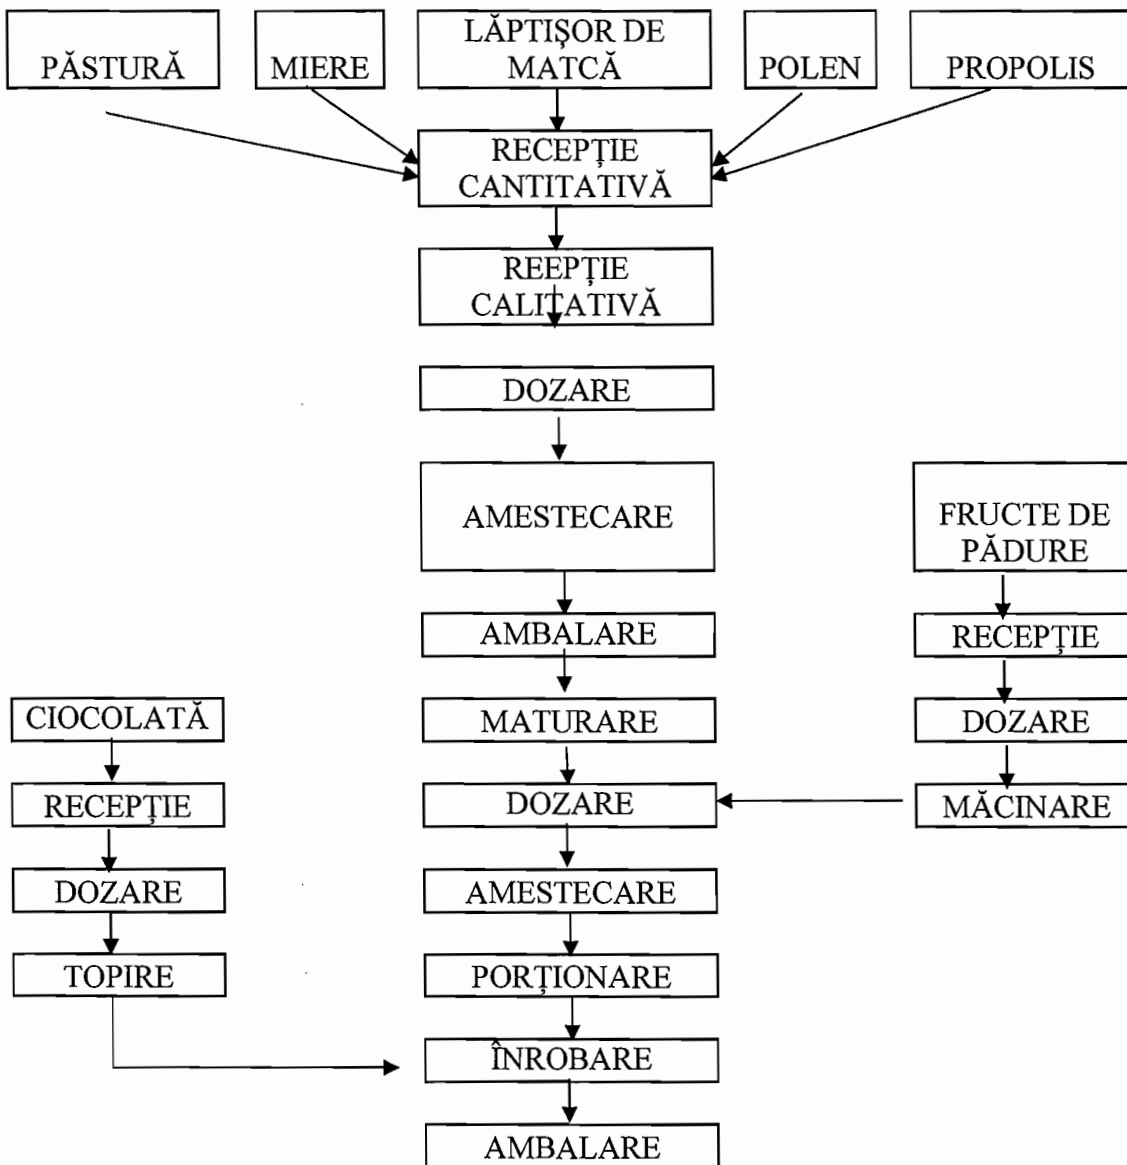 PĂSTURĂ
MIERE
LĂPTIȘOR DE
MATCĂ
POLEN
PROPOLIS
RECEPȚIE
CANTITATIVĂ
REEPȚIE
CALITATIVĂ
DOZARE
AMESTECARE
FRUCTE DE
PĂDURE
AMBALARE
RECEPȚIE
CIOCOLATĂ
MATURARE
DOZARE
RECEPȚIE
DOZARE
MĂCINARE
DOZARE
AMESTECARE
TOPIRE
PORȚIONARE
ÎNROBARE
AMBALARE